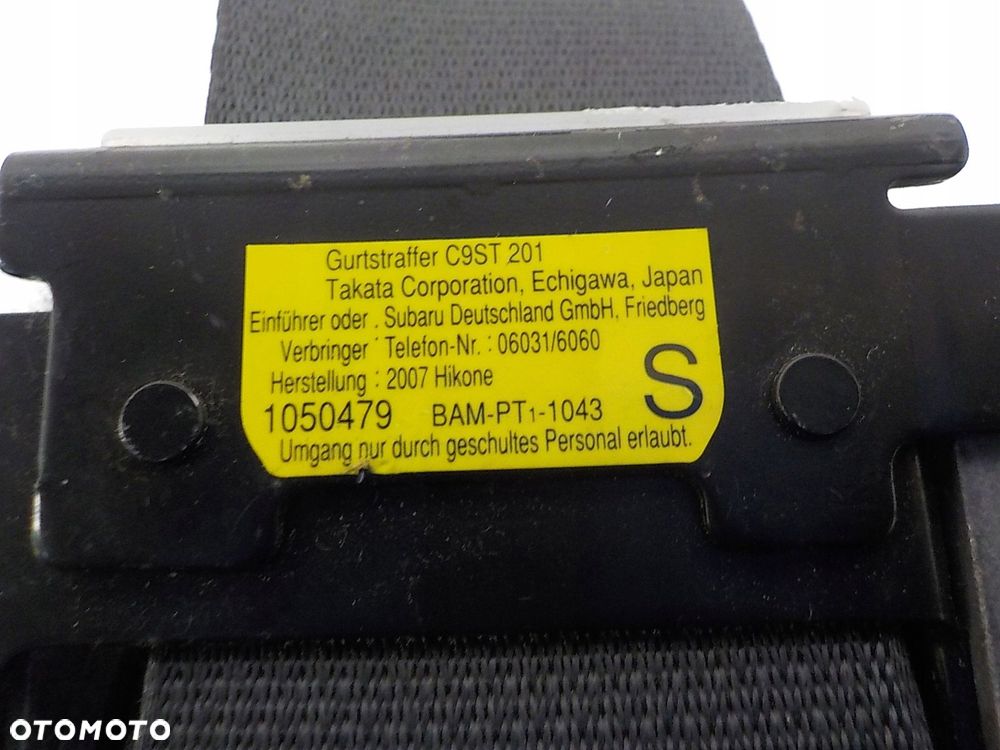 Gurtstraffer C9ST 201
Takata Corporation, Echigawa, Japan
Einführer oder . Subaru Deutschland GmbH, Friedberg
Verbringer Telefon-Nr. : 06031/6060
Herstellung : 2007 Hikone
1050479 BAM-PT1-1043
S
Umgang nur durch geschultes Personal erlaubt.
OTOMOTO